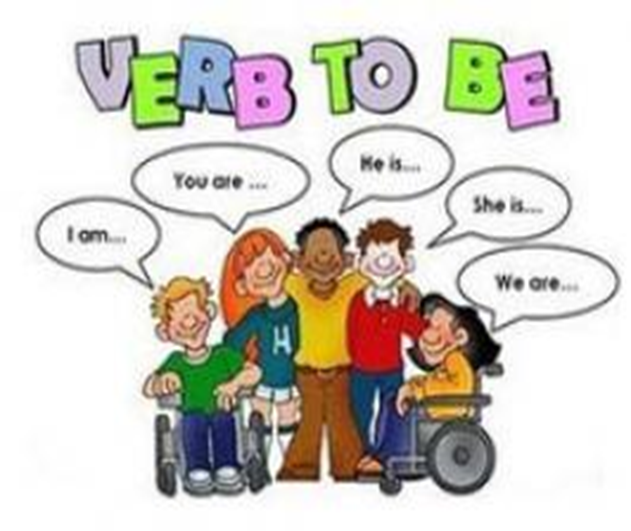 VERB TO BE
He is...
You are ...
She is...
I am...
We are...
H